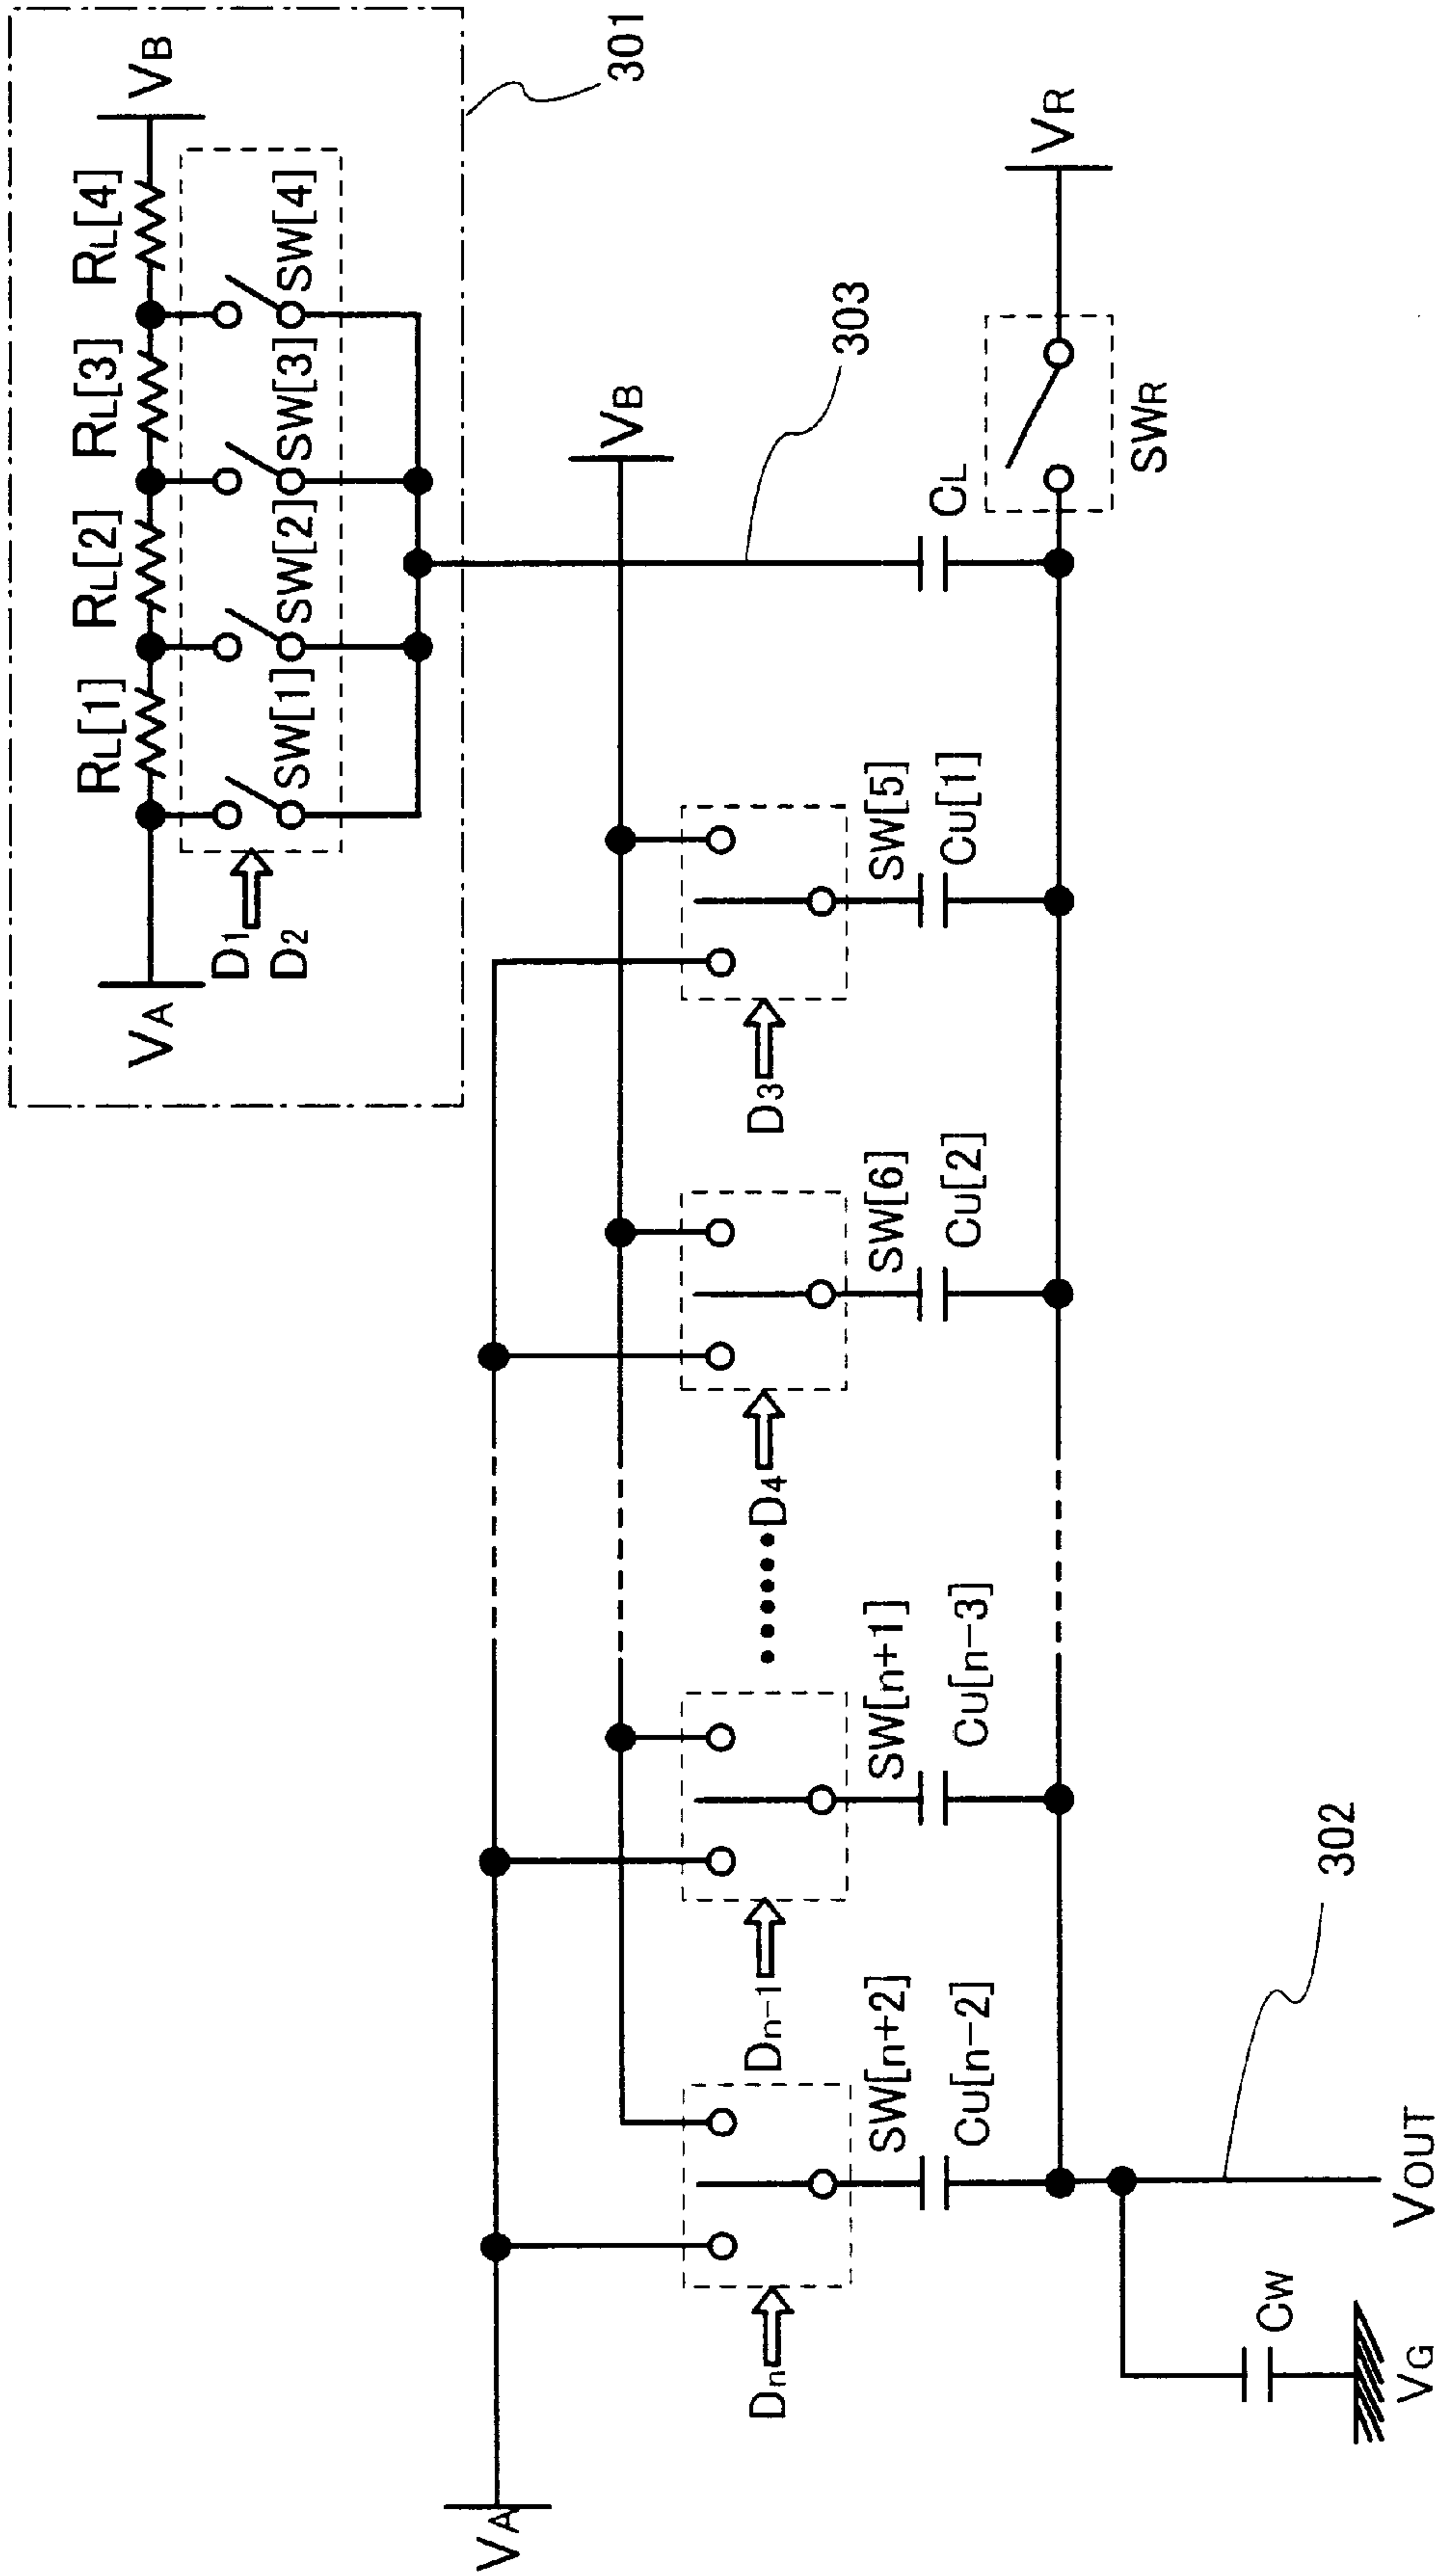 VA
RL[1]
RL[2]
RL[3]
RL[4]
VB
D1
D2
SW[1]
SW[2]
SW[3]
SW[4]
301
VA
VB
303
Dn
Dn-1
D4
D3
SW[n+2]
SW[n+1]
SW[6]
SW[5]
CU[n-2]
CU[n-3]
CU[2]
CU[1]
CL
VR
SWR
CW
302
VG
VOUT